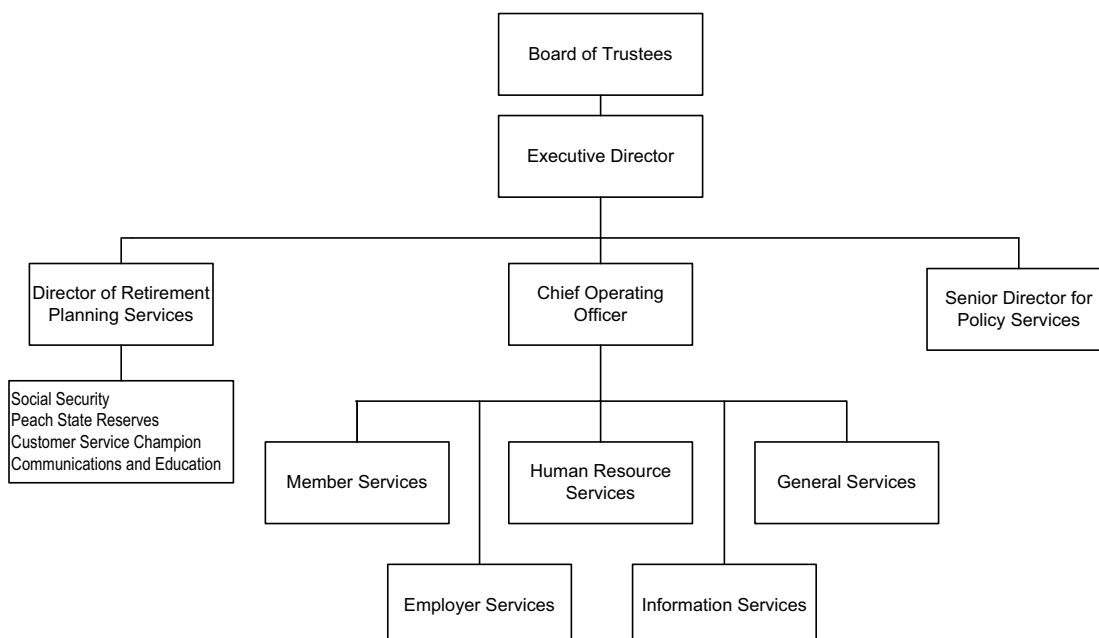 Board of Trustees
Executive Director
Director of Retirement
Planning Services
Chief Operating
Officer
Senior Director for
Policy Services
Social Security
Peach State Reserves
Customer Service Champion
Communications and Education
Member Services
Human Resource
Services
General Services
Employer Services
Information Services